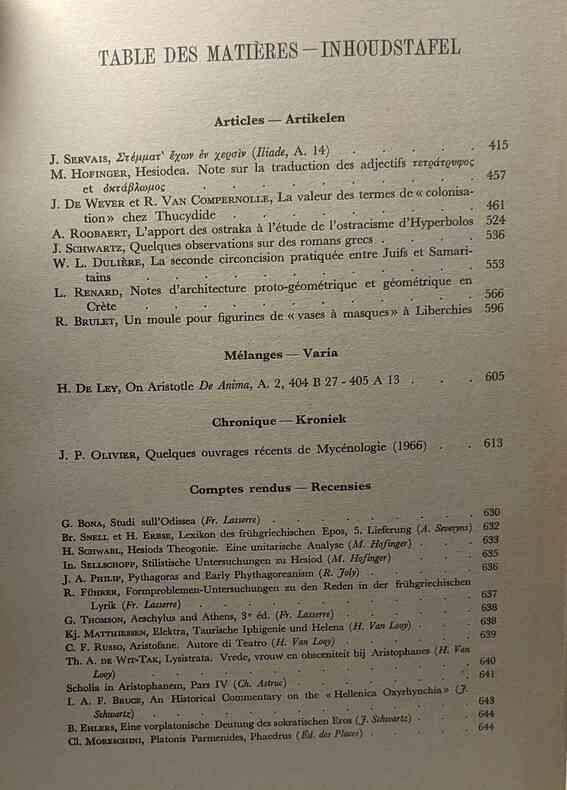 TABLE DES MATIÈRES — INHOUDSTAFEL
Articles — Artikelen
J. SERVAIS, Στέμματ' ἔχων ἐν χερσὶν (Iliade, A. 14) . . . . . 415
M. HOFINGER, Hesiodea. Note sur la traduction des adjectifs τετράτρυφος
et ὀκτάβλωμος . . . . . . . . 457
J. DE WEVER et R. VAN COMPERNOLLE, La valeur des termes de « colonisa-
tion » chez Thucydide . . . . . . . 461
A. ROOBAERT, L'apport des ostraka à l'étude de l'ostracisme d'Hyperbolos 524
J. SCHWARTZ, Quelques observations sur des romans grecs . . . . 536
W. L. DULIÈRE, La seconde circoncision pratiquée entre Juifs et Samari-
tains . . . . . . . . . . 553
L. RENARD, Notes d'architecture proto-géométrique et géométrique en
Crète . . . . . . . . . . 566
R. BRULET, Un moule pour figurines de « vases à masques » à Liberchies 596
Mélanges — Varia
H. DE LEY, On Aristotle De Anima, A. 2, 404 B 27 - 405 A 13 . . . 605
Chronique — Kroniek
J. P. OLIVIER, Quelques ouvrages récents de Mycénologie (1966) . . 613
Comptes rendus — Recensies
G. BONA, Studi sull'Odissea (Fr. Lasserre) . . . . . . . 630
Br. SNELL et H. ERBSE, Lexikon des frühgriechischen Epos, 5. Lieferung (A. Severyns) 632
H. SCHWABL, Hesiods Theogonie. Eine unitarische Analyse (M. Hofinger) . . . 633
In. SELLSCHOPP, Stilistische Untersuchungen zu Hesiod (M. Hofinger) . . . 635
J. A. PHILIP, Pythagoras and Early Phythagoreanism (R. Joly) . . . . 636
R. FÜHRER, Formproblemen-Untersuchungen zu den Reden in der frühgriechischen
Lyrik (Fr. Lasserre) . . . . . . . . . 637
G. THOMSON, Aeschylus and Athens, 3e éd. (Fr. Lasserre) . . . . 638
Kj. MATTHIESSEN, Elektra, Taurische Iphigenie und Helena (H. Van Looy) . . . 638
C. F. RUSSO, Aristofane. Autore di Teatro (H. Van Looy) . . . . 639
Th. A. DE WIT-TAK, Lysistrata. Vrede, vrouw en obsceniteit bij Aristophanes (H. Van
Looy) . . . . . . . . . . 640
Scholia in Aristophanem, Pars IV (Ch. Astruc) . . . . . . 641
I. A. F. BRUCE, An Historical Commentary on the « Hellenica Oxyrhynchia » (J.
Schwartz) . . . . . . . . . . 643
B. EHLERS, Eine vorplatonische Deutung des sokratischen Eros (J. Schwartz) . . . 644
Cl. MORESCHINI, Platonis Parmenides, Phaedrus (Éd. des Places) . . . . 644